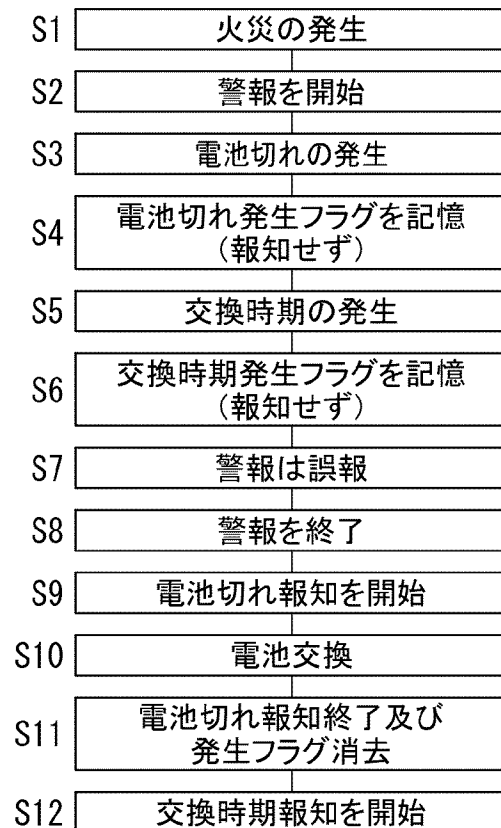 S1 火災の発生
S2 警報を開始
S3 電池切れの発生
S4 電池切れ発生フラグを記憶
(報知せず)
S5 交換時期の発生
S6 交換時期発生フラグを記憶
(報知せず)
S7 警報は誤報
S8 警報を終了
S9 電池切れ報知を開始
S10 電池交換
S11 電池切れ報知終了及び
発生フラグ消去
S12 交換時期報知を開始